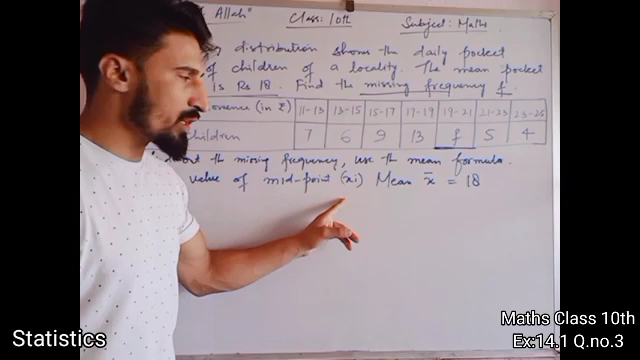 Allah" Class: 10th Subject: Maths
distribution shows the daily pocket
of children of a locality. The mean pocket
is Rs 18. Find the missing frequency f.
(in ₹) 11-13 13-15 15-17 17-19 19-21 21-23 23-25
children 7 6 9 13 f 5 4
out the missing frequency, use the mean formula.
value of mid-point (xi) Mean x̄ = 18
Maths Class 10th
Statistics Ex:14.1 Q.no.3